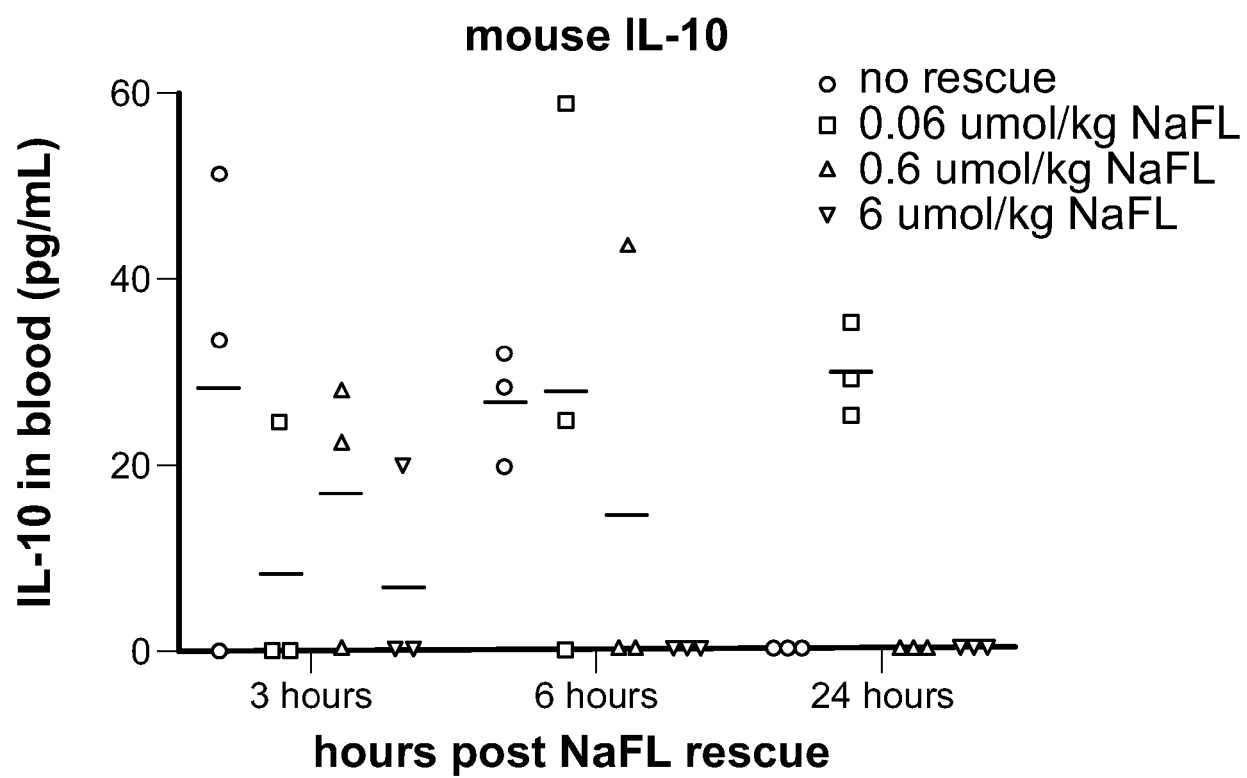 mouse IL-10
no rescue
0.06 umol/kg NaFL
0.6 umol/kg NaFL
6 umol/kg NaFL
IL-10 in blood (pg/mL)
60
40
20
0
3 hours
6 hours
24 hours
hours post NaFL rescue